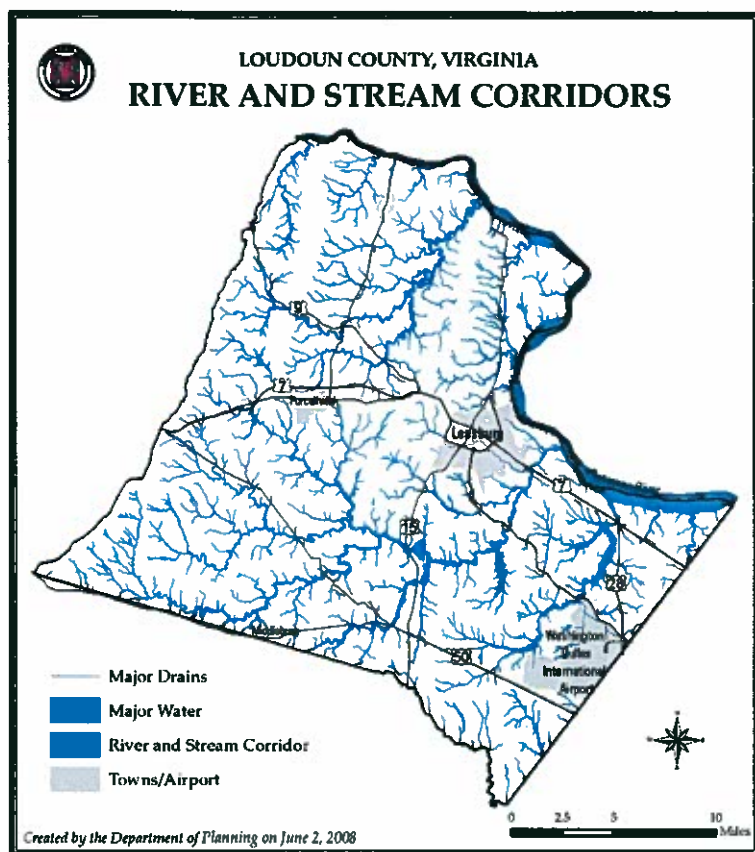 LOUDOUN COUNTY, VIRGINIA
RIVER AND STREAM CORRIDORS
9
7
Leesburg
7
15
28
Washington
Dulles
International
Airport
50
Major Drains
Major Water
River and Stream Corridor
Towns/Airport
Created by the Department of Planning on June 2, 2008
0 2.5 5 10
Miles